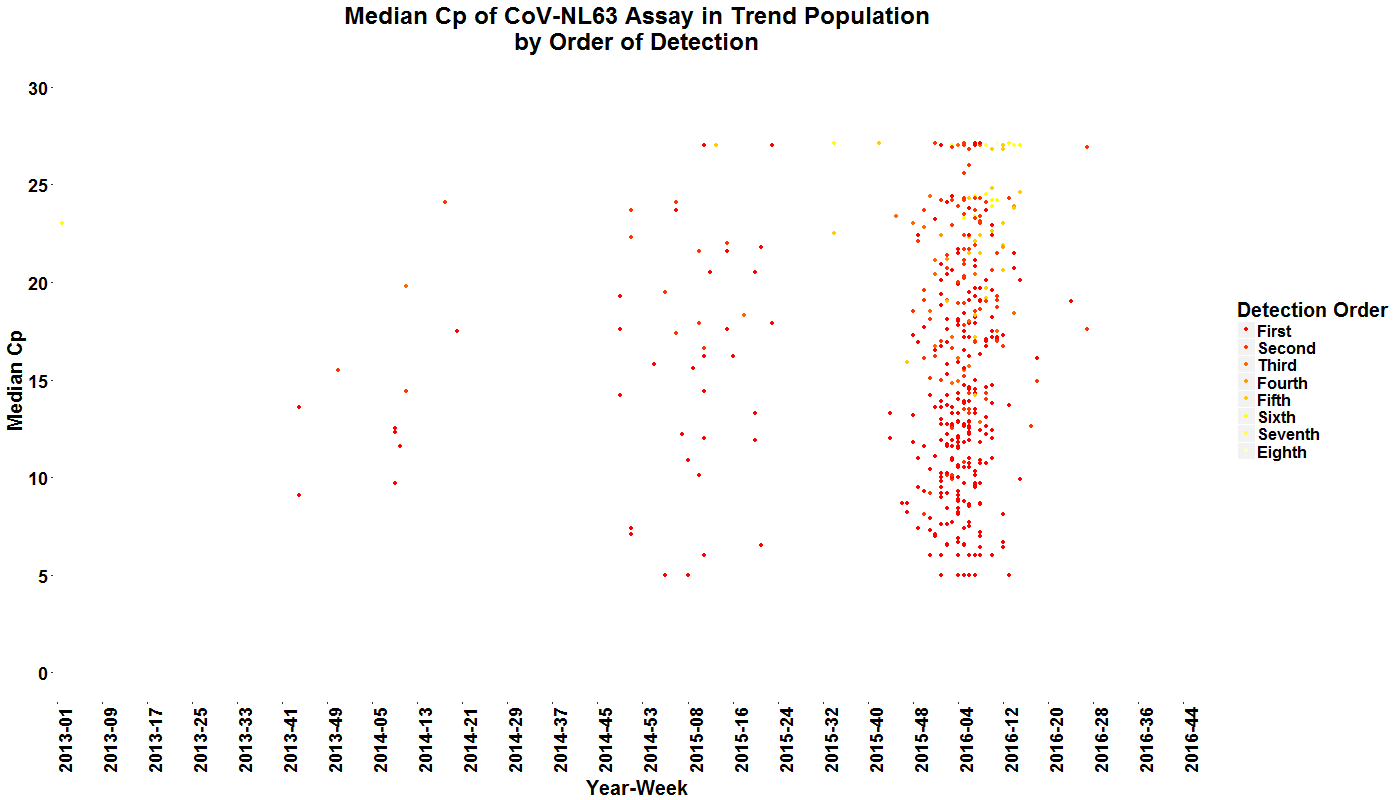 Median Cp of CoV-NL63 Assay in Trend Population
by Order of Detection
30
25
20
15
10
5
0
Median Cp
2013-01
2013-09
2013-17
2013-25
2013-33
2013-41
2013-49
2014-05
2014-13
2014-21
2014-29
2014-37
2014-45
2014-53
2015-08
2015-16
2015-24
2015-32
2015-40
2015-48
2016-04
2016-12
2016-20
2016-28
2016-36
2016-44
Year-Week
Detection Order
First
Second
Third
Fourth
Fifth
Sixth
Seventh
Eighth